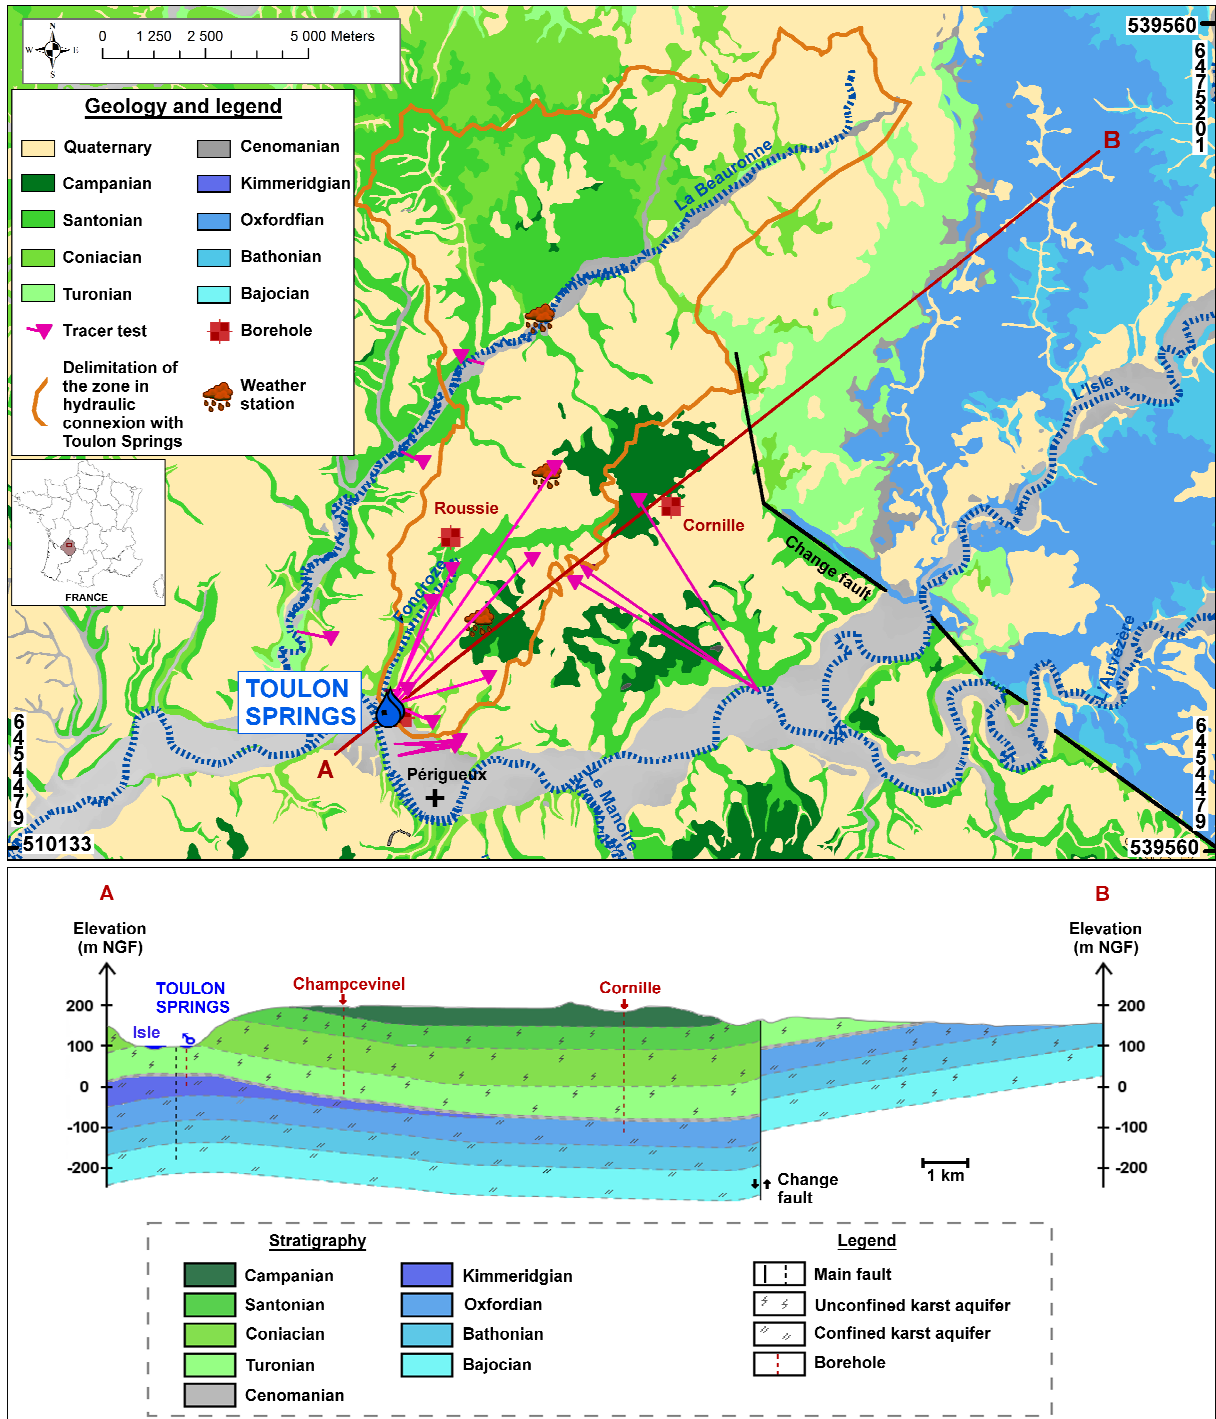 N
W E
S
0 1 250 2 500 5 000 Meters
539560
6475201
Geology and legend
Quaternary
Campanian
Santonian
Coniacian
Turonian
Tracer test
Delimitation of
the zone in
hydraulic
connexion with
Toulon Springs
Cenomanian
Kimmeridgian
Oxfordfian
Bathonian
Bajocian
Borehole
Weather
station
FRANCE
La Beauronne
B
L'Isle
Roussie
Cornille
Change fault
Foncroze
L'Auvézère
TOULON
SPRINGS
A
Périgueux
Le Manoire
6454479
510133
6454479
539560
A
B
Elevation
(m NGF)
Elevation
(m NGF)
TOULON
SPRINGS
Isle
Champcevinel
Cornille
200
100
0
-100
-200
200
100
0
-100
-200
1 km
Change
fault
Stratigraphy
Campanian
Santonian
Coniacian
Turonian
Cenomanian
Kimmeridgian
Oxfordian
Bathonian
Bajocian
Legend
Main fault
Unconfined karst aquifer
Confined karst aquifer
Borehole